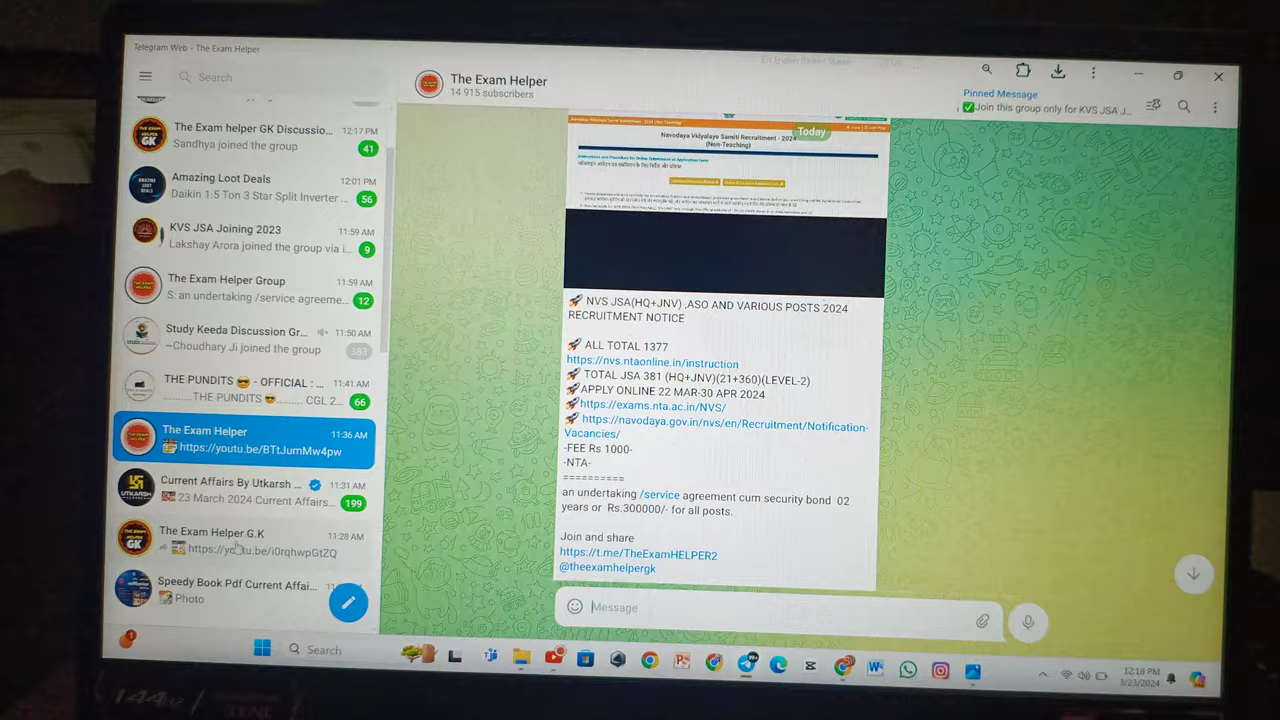 Telegram Web - The Exam Helper
Search
The Exam helper GK Discussio... 12:17 PM
Sandhya joined the group 41
Amazing Loot Deals 12:01 PM
Daikin 1.5 Ton 3 Star Split Inverter ... 56
KVS JSA Joining 2023 11:59 AM
Lakshay Arora joined the group via i... 9
The Exam Helper Group 11:59 AM
S: an undertaking /service agreeme... 12
Study Keeda Discussion Gr... 11:50 AM
~Choudhary Ji joined the group 383
THE PUNDITS 😎 - OFFICIAL : ... 11:41 AM
..........THE PUNDITS 😎........ CGL 2... 66
The Exam Helper 11:36 AM
https://youtu.be/BTtJumMw4pw
Current Affairs By Utkarsh ... 11:31 AM
23 March 2024 Current Affairs... 199
The Exam Helper G.K 11:28 AM
https://youtu.be/i0rqhwpGtZQ
Speedy Book Pdf Current Affai...
Photo
The Exam Helper
14 915 subscribers
Pinned Message
✅Join this group only for KVS JSA J...
Today
Navodaya Vidyalaya Samiti Recruitment - 2024
(Non-Teaching)
Instructions and Procedure for Online Submission of Application Form
🚀 NVS JSA(HQ+JNV) ,ASO AND VARIOUS POSTS 2024
RECRUITMENT NOTICE
🚀 ALL TOTAL 1377
https://nvs.ntaonline.in/instruction
🚀 TOTAL JSA 381 (HQ+JNV)(21+360)(LEVEL-2)
🚀APPLY ONLINE 22 MAR-30 APR 2024
🚀https://exams.nta.ac.in/NVS/
🚀 https://navodaya.gov.in/nvs/en/Recruitment/Notification-
Vacancies/
-FEE Rs 1000-
-NTA-
==========
an undertaking /service agreement cum security bond 02
years or Rs.300000/- for all posts.
Join and share
https://t.me/TheExamHELPER2
@theexamhelpergk
Message
Search
12:18 PM
3/23/2024
144